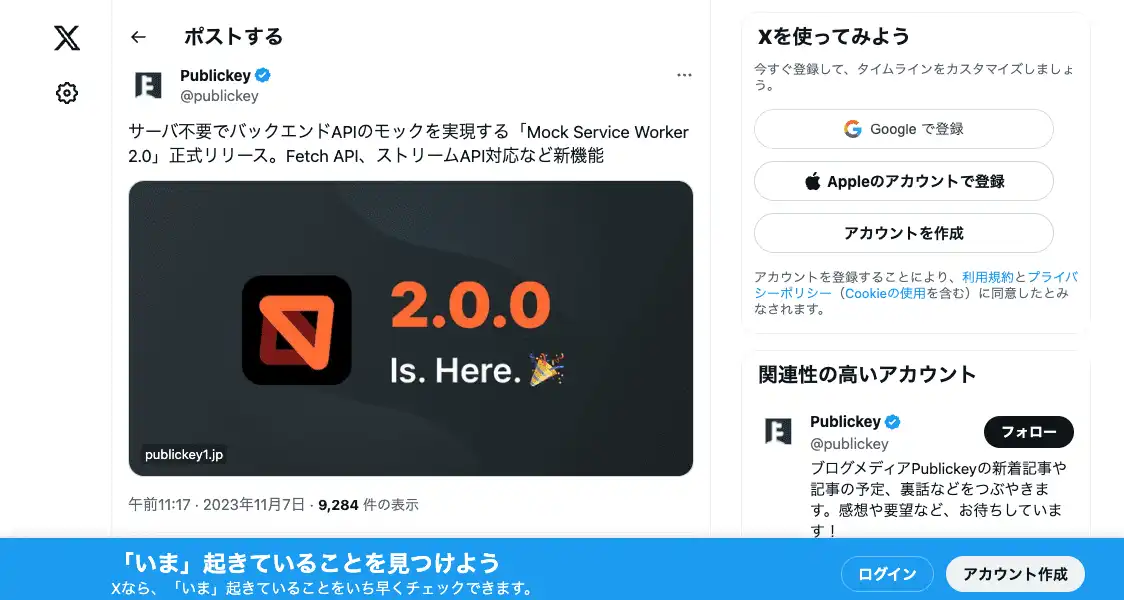 ポストする
Publickey
@publickey
サーバ不要でバックエンドAPIのモックを実現する「Mock Service Worker
2.0」正式リリース。Fetch API、ストリームAPI対応など新機能
2.0.0
Is. Here. 🎉
publickey1.jp
午前11:17 · 2023年11月7日 · 9,284 件の表示
Xを使ってみよう
今すぐ登録して、タイムラインをカスタマイズしましょ
う。
Google で登録
Appleのアカウントで登録
アカウントを作成
アカウントを登録することにより、利用規約とプライバ
シーポリシー（Cookieの使用を含む）に同意したとみ
なされます。
関連性の高いアカウント
Publickey
@publickey
フォロー
ブログメディアPublickeyの新着記事や
記事の予定、裏話などをつぶやきま
す。感想や要望など、お待ちしていま
す！
「いま」起きていることを見つけよう
Xなら、「いま」起きていることをいち早くチェックできます。
ログイン
アカウント作成